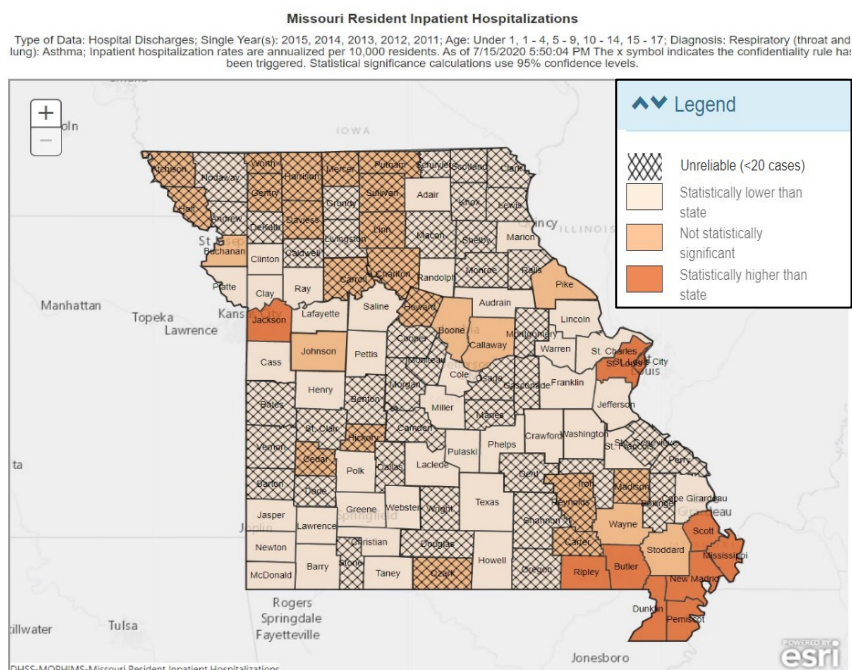 Missouri Resident Inpatient Hospitalizations
Type of Data: Hospital Discharges; Single Year(s): 2015, 2014, 2013, 2012, 2011; Age: Under 1, 1 - 4, 5 - 9, 10 - 14, 15 - 17; Diagnosis: Respiratory (throat and
lung): Asthma; Inpatient hospitalization rates are annualized per 10,000 residents. As of 7/15/2020 5:50:04 PM The x symbol indicates the confidentiality rule has
been triggered. Statistical significance calculations use 95% confidence levels.
+
−
Legend
Unreliable (<20 cases)
Statistically lower than
state
Not statistically
significant
Statistically higher than
state
IOWA
ILLINOIS
Atchison
Nodaway
Worth
Harrison
Mercer
Putnam
Schuyler
Scotland
Clark
Holt
Gentry
Sullivan
Adair
Knox
Lewis
Andrew
DeKalb
Daviess
Grundy
Linn
Macon
Shelby
Marion
Quincy
Buchanan
Clinton
Caldwell
Livingston
Chariton
Randolph
Monroe
Ralls
Pike
Platte
Clay
Ray
Carroll
Saline
Howard
Audrain
Manhattan
Topeka
Lawrence
Jackson
Lafayette
Boone
Callaway
Montgomery
Lincoln
Warren
St. Charles
Cass
Johnson
Pettis
Cooper
Moniteau
Cole
Osage
Gasconade
Franklin
Jefferson
Henry
Bates
Benton
Morgan
Miller
Maries
St. Clair
Hickory
Camden
Pulaski
Phelps
Crawford
Washington
Vernon
Cedar
Polk
Dallas
Laclede
Dent
Iron
Madison
Perry
Barton
Dade
Greene
Webster
Wright
Texas
Shannon
Reynolds
Wayne
Cape Girardeau
Jasper
Lawrence
Christian
Douglas
Howell
Carter
Stoddard
Scott
Mississippi
Newton
McDonald
Barry
Stone
Taney
Ozark
Oregon
Ripley
Butler
New Madrid
Dunklin
Pemiscot
Rogers
Springdale
Fayetteville
Tulsa
Jonesboro
POWERED BY
esri
DHSS-MOPHIMS-Missouri Resident Inpatient Hospitalizations